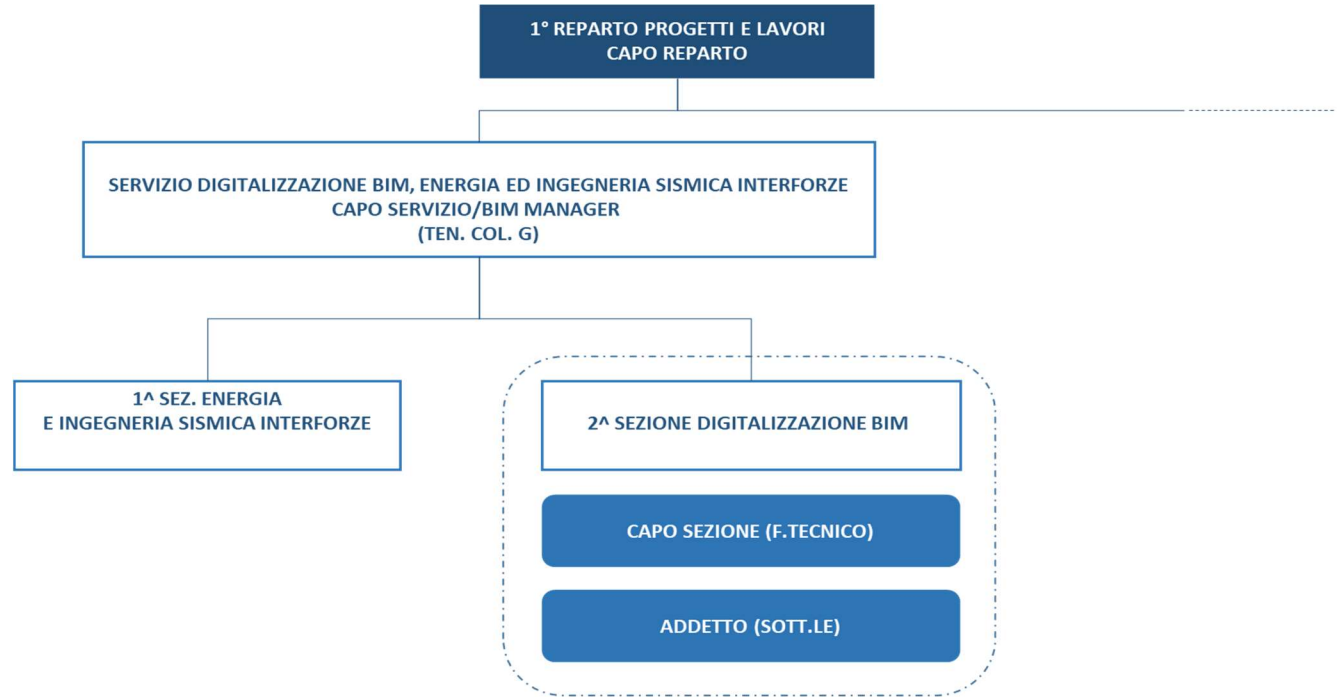 1° REPARTO PROGETTI E LAVORI
CAPO REPARTO
SERVIZIO DIGITALIZZAZIONE BIM, ENERGIA ED INGEGNERIA SISMICA INTERFORZE
CAPO SERVIZIO/BIM MANAGER
(TEN. COL. G)
1^ SEZ. ENERGIA
E INGEGNERIA SISMICA INTERFORZE
2^ SEZIONE DIGITALIZZAZIONE BIM
CAPO SEZIONE (F.TECNICO)
ADDETTO (SOTT.LE)